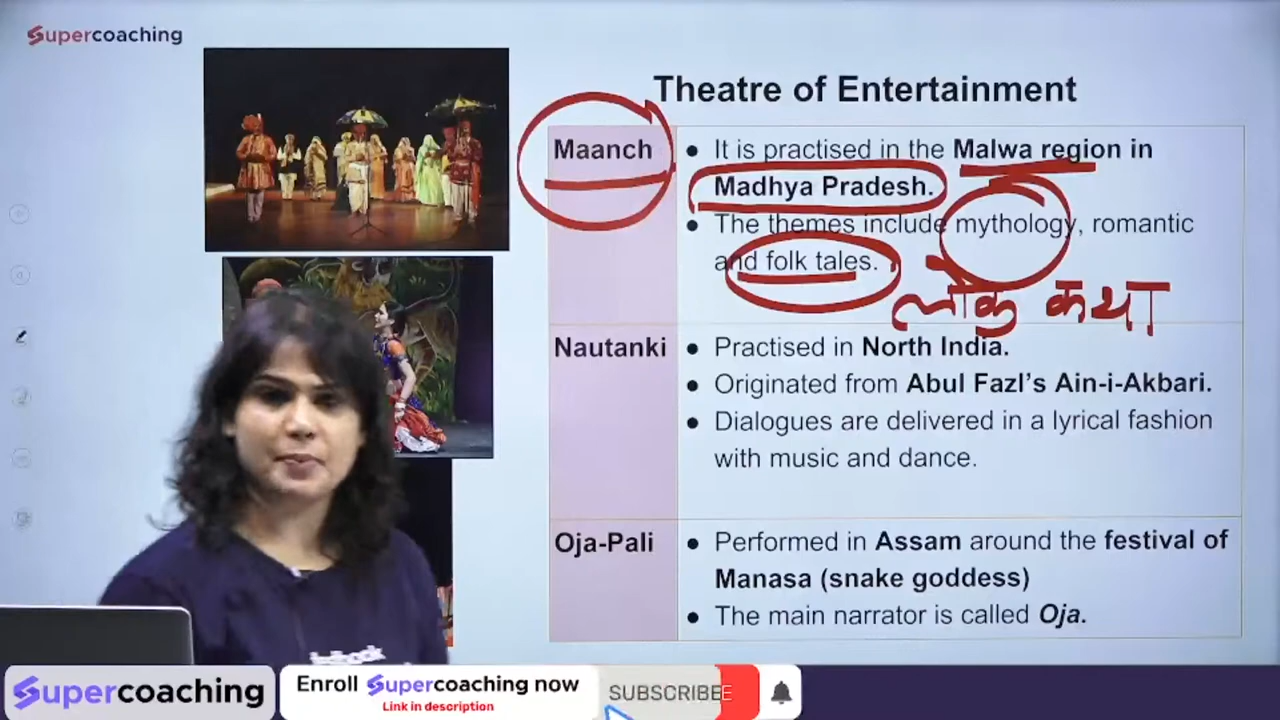 Supercoaching
Theatre of Entertainment
Maanch
● It is practised in the Malwa region in
Madhya Pradesh.
● The themes include mythology, romantic
and folk tales.
लोक कथा
Nautanki
● Practised in North India.
● Originated from Abul Fazl's Ain-i-Akbari.
● Dialogues are delivered in a lyrical fashion
with music and dance.
Oja-Pali
● Performed in Assam around the festival of
Manasa (snake goddess)
● The main narrator is called Oja.
Supercoaching
Enroll Supercoaching now
Link in description
SUBSCRIBE